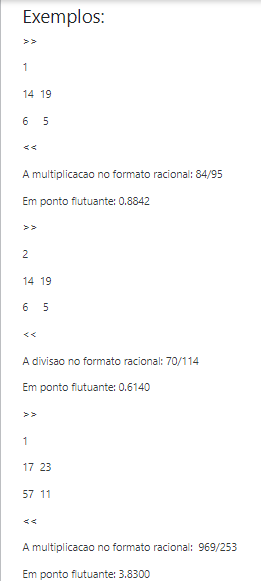 Exemplos:
>>
1
14 19
6 5
<<
A multiplicacao no formato racional: 84/95
Em ponto flutuante: 0.8842
>>
2
14 19
6 5
<<
A divisao no formato racional: 70/114
Em ponto flutuante: 0.6140
>>
1
17 23
57 11
<<
A multiplicacao no formato racional: 969/253
Em ponto flutuante: 3.8300